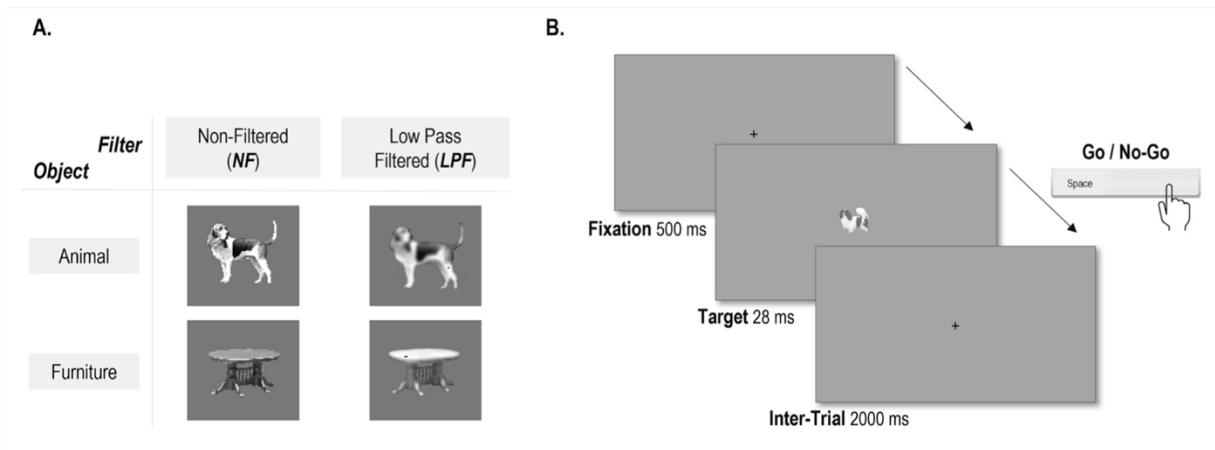 A.
Filter
Object
Non-Filtered
(NF)
Low Pass
Filtered (LPF)
Animal
Furniture
B.
Fixation 500 ms
Target 28 ms
Inter-Trial 2000 ms
Go / No-Go
Space